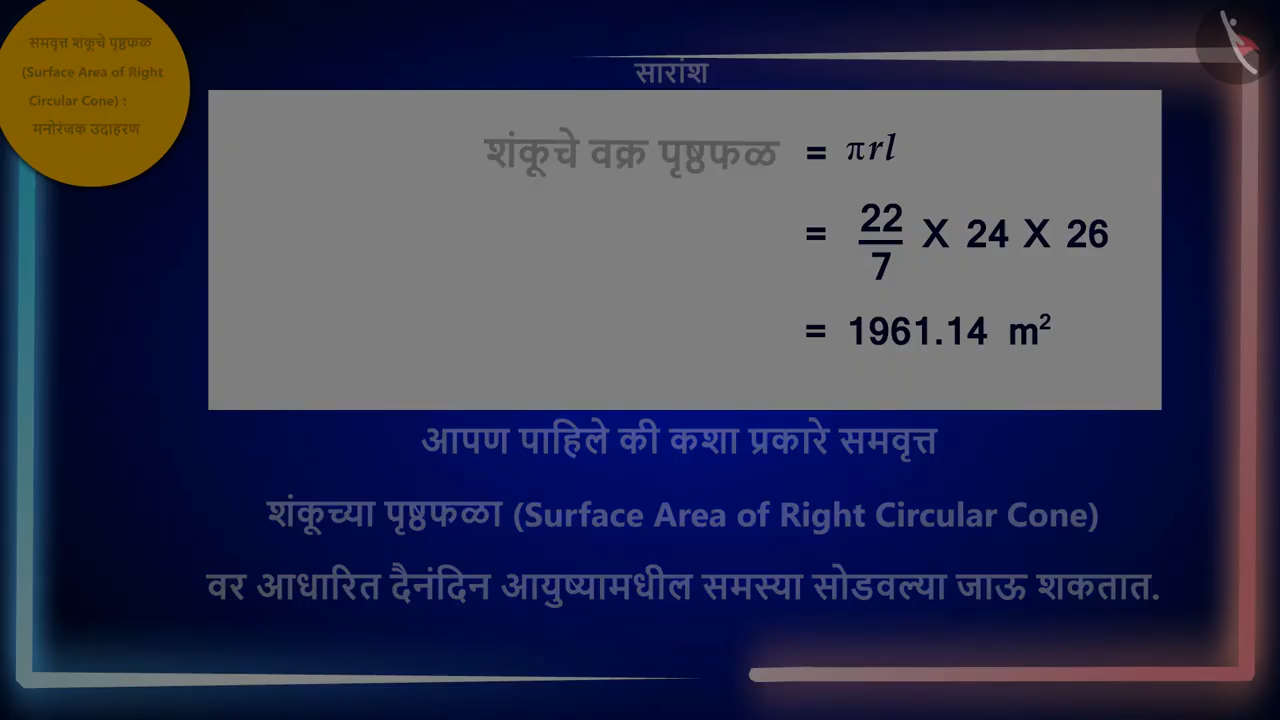 समवृत्त शंकूचे पृष्ठफळ
(Surface Area of Right
Circular Cone) :
मनोरंजक उदाहरण
सारांश
शंकूचे वक्र पृष्ठफळ = πrl
= 22/7 X 24 X 26
= 1961.14 m²
आपण पाहिले की कशा प्रकारे समवृत्त
शंकूच्या पृष्ठफळा (Surface Area of Right Circular Cone)
वर आधारित दैनंदिन आयुष्यामधील समस्या सोडवल्या जाऊ शकतात.